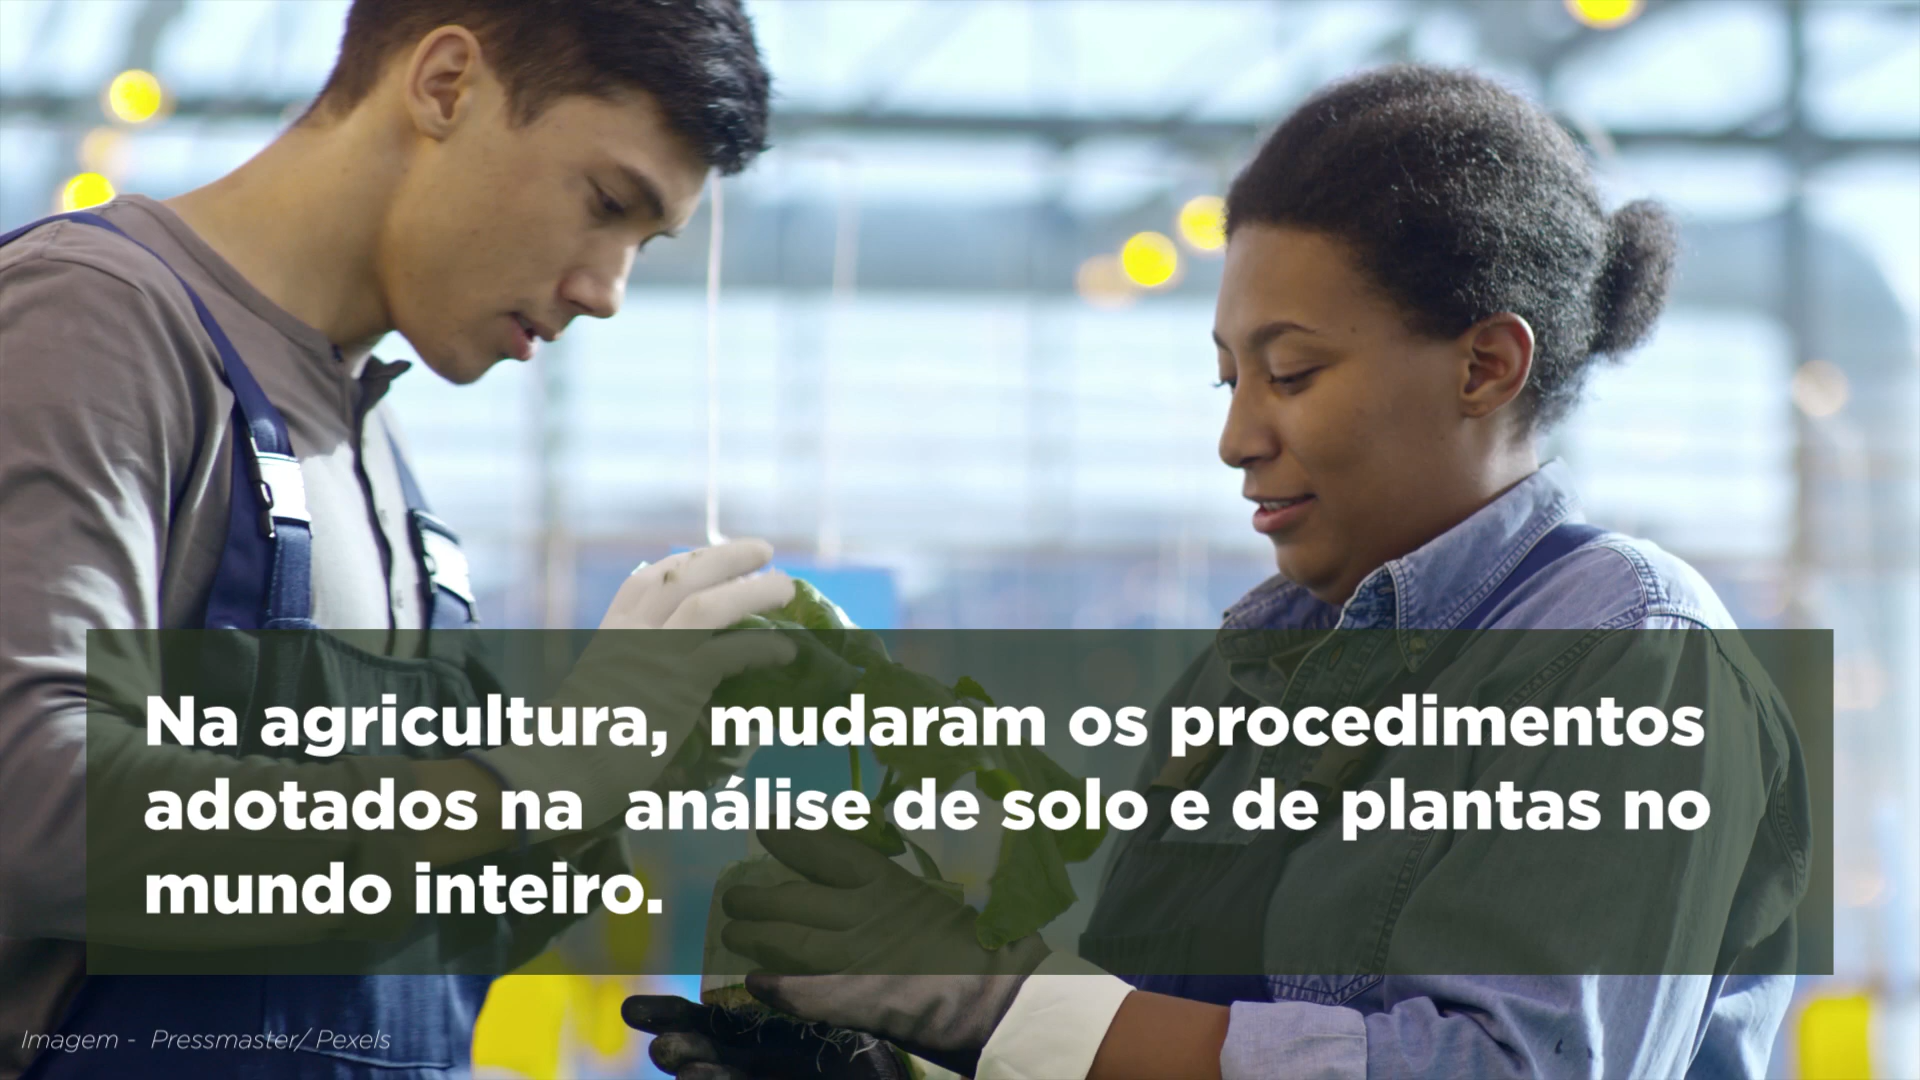 Na agricultura,  mudaram os procedimentos
adotados na  análise de solo e de plantas no
mundo inteiro.
Imagem -  Pressmaster/ Pexels